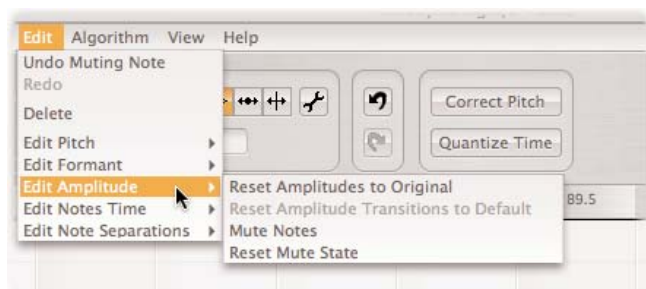 Edit Algorithm View Help
Undo Muting Note
Redo
Delete
Edit Pitch
Edit Formant
Edit Amplitude
Edit Notes Time
Edit Note Separations
Reset Amplitudes to Original
Reset Amplitude Transitions to Default
Mute Notes
Reset Mute State
Correct Pitch
Quantize Time
89.5